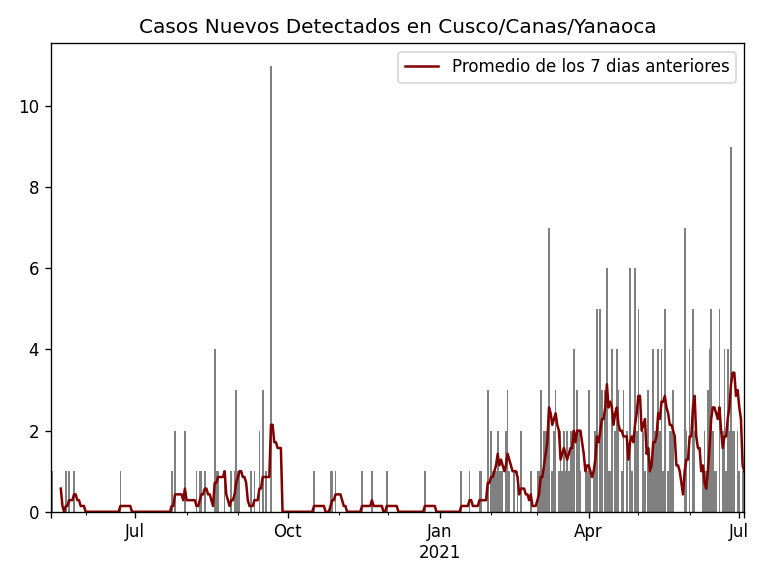 Casos Nuevos Detectados en Cusco/Canas/Yanaoca
Promedio de los 7 dias anteriores
10
8
6
4
2
0
Jul
Oct
Jan
2021
Apr
Jul